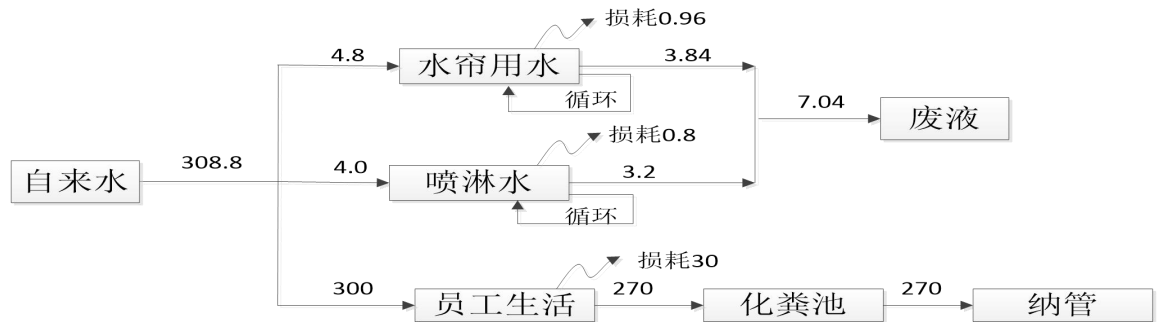 损耗0.96
4.8
水帘用水
3.84
循环
7.04
废液
损耗0.8
308.8
自来水
4.0
喷淋水
3.2
循环
损耗30
300
员工生活
270
化粪池
270
纳管